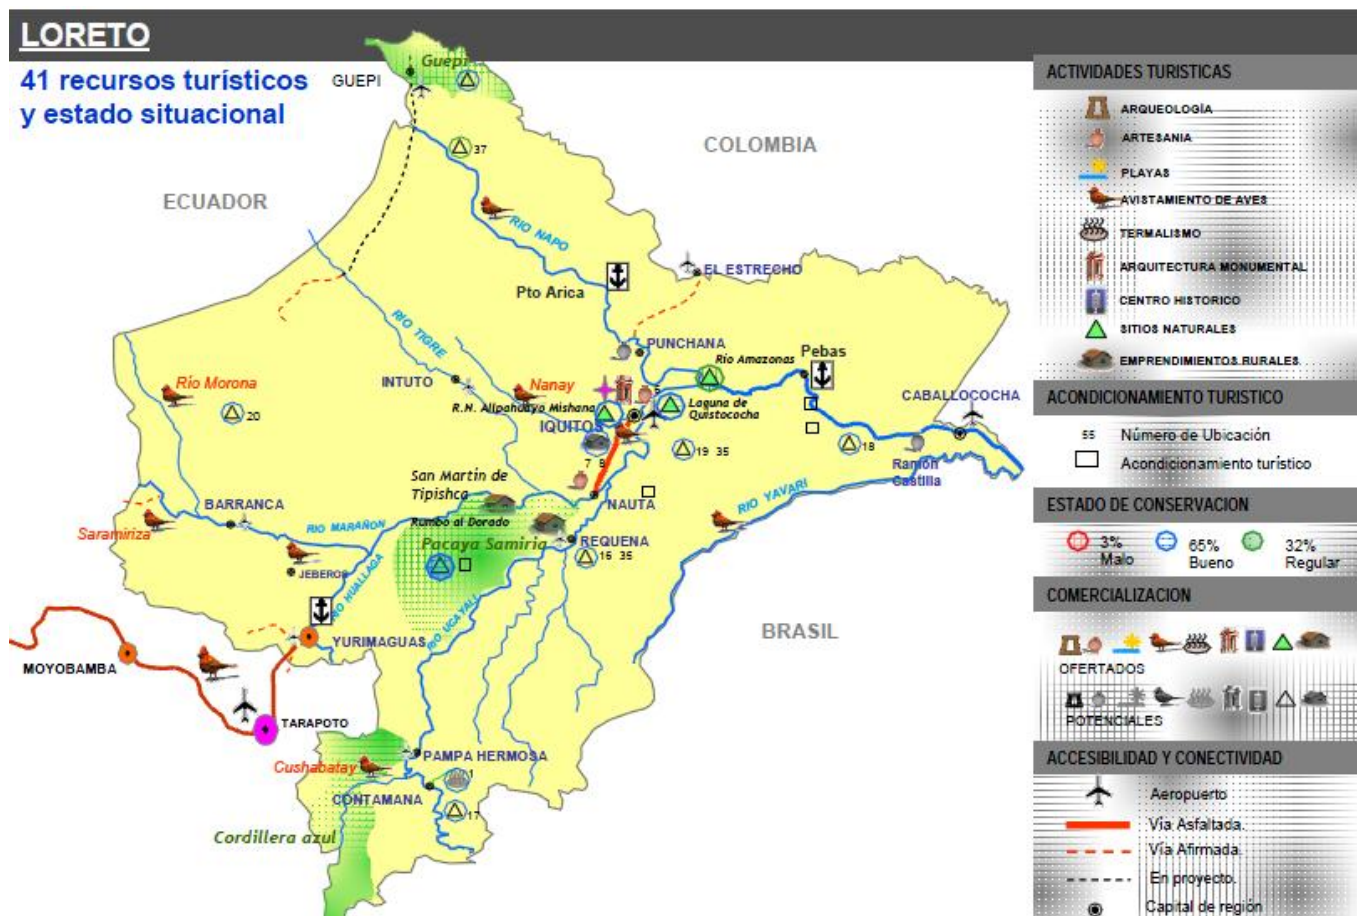 LORETO
41 recursos turísticos
y estado situacional
GUEPI
Guepi
37
COLOMBIA
ECUADOR
RIO NAPO
EL ESTRECHO
Pto Arica
RÍO TIGRE
PUNCHANA
Río Amazonas
Pebas
INTUTO
Río Morona
20
Nanay
R.N. Allpahuayo Mishana
Laguna de
Quistococha
CABALLOCOCHA
IQUITOS
7 8
19 35
18
Ramón
Castilla
San Martín de
Tipishca
NAUTA
RIO YAVARI
BARRANCA
RIO MARAÑON
Rumbo al Dorado
Saramiriza
Pacaya Samiria
REQUENA
16 35
JEBEROS
RIO HUALLAGA
RIO UCAYALI
BRASIL
YURIMAGUAS
MOYOBAMBA
TARAPOTO
PAMPA HERMOSA
Cushabatay
1
CONTAMANA
17
Cordillera azul
ACTIVIDADES TURISTICAS
ARQUEOLOGÍA
ARTESANIA
PLAYAS
AVISTAMIENTO DE AVES
TERMALISMO
ARQUITECTURA MONUMENTAL
CENTRO HISTORICO
SITIOS NATURALES
EMPRENDIMIENTOS RURALES
ACONDICIONAMIENTO TURISTICO
55 Número de Ubicación
Acondicionamiento turístico
ESTADO DE CONSERVACION
3% 65% 32%
Malo Bueno Regular
COMERCIALIZACION
OFERTADOS
POTENCIALES
ACCESIBILIDAD Y CONECTIVIDAD
Aeropuerto
Vía Asfaltada.
Vía Afirmada.
En proyecto.
Capital de región